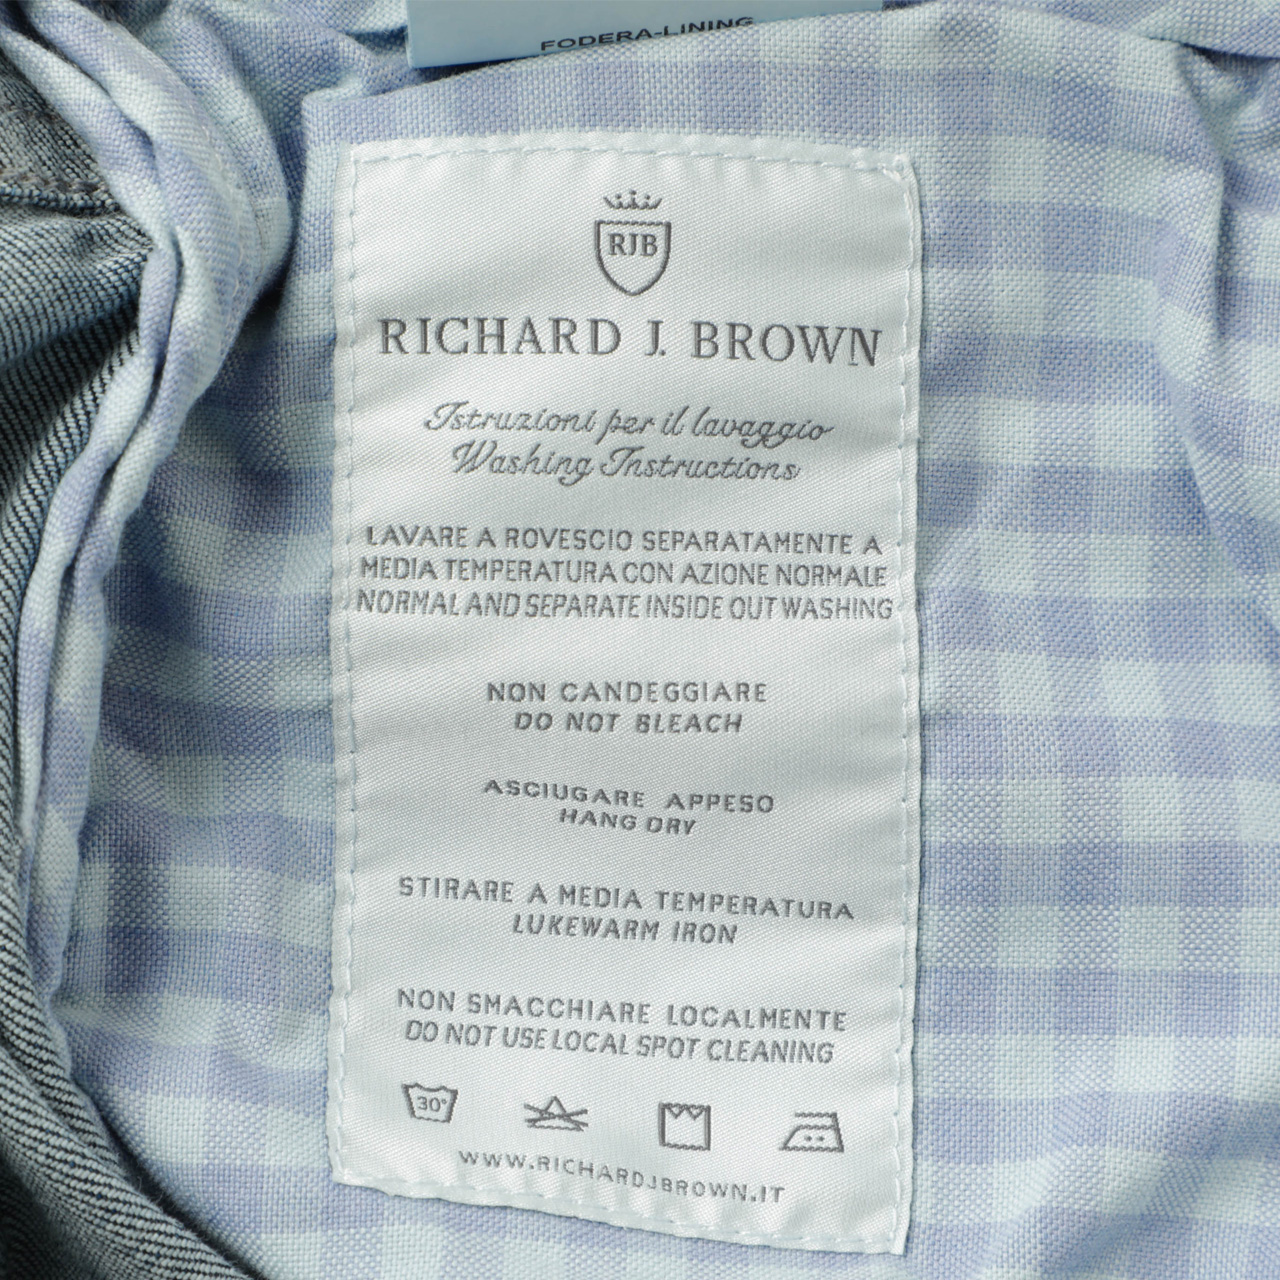 FODERA-LINING
RJB
RICHARD J. BROWN
Istruzioni per il lavaggio
Washing Instructions
LAVARE A ROVESCIO SEPARATAMENTE A
MEDIA TEMPERATURA CON AZIONE NORMALE
NORMAL AND SEPARATE INSIDE OUT WASHING
NON CANDEGGIARE
DO NOT BLEACH
ASCIUGARE APPESO
HANG DRY
STIRARE A MEDIA TEMPERATURA
LUKEWARM IRON
NON SMACCHIARE LOCALMENTE
DO NOT USE LOCAL SPOT CLEANING
30°
WWW.RICHARDJBROWN.IT